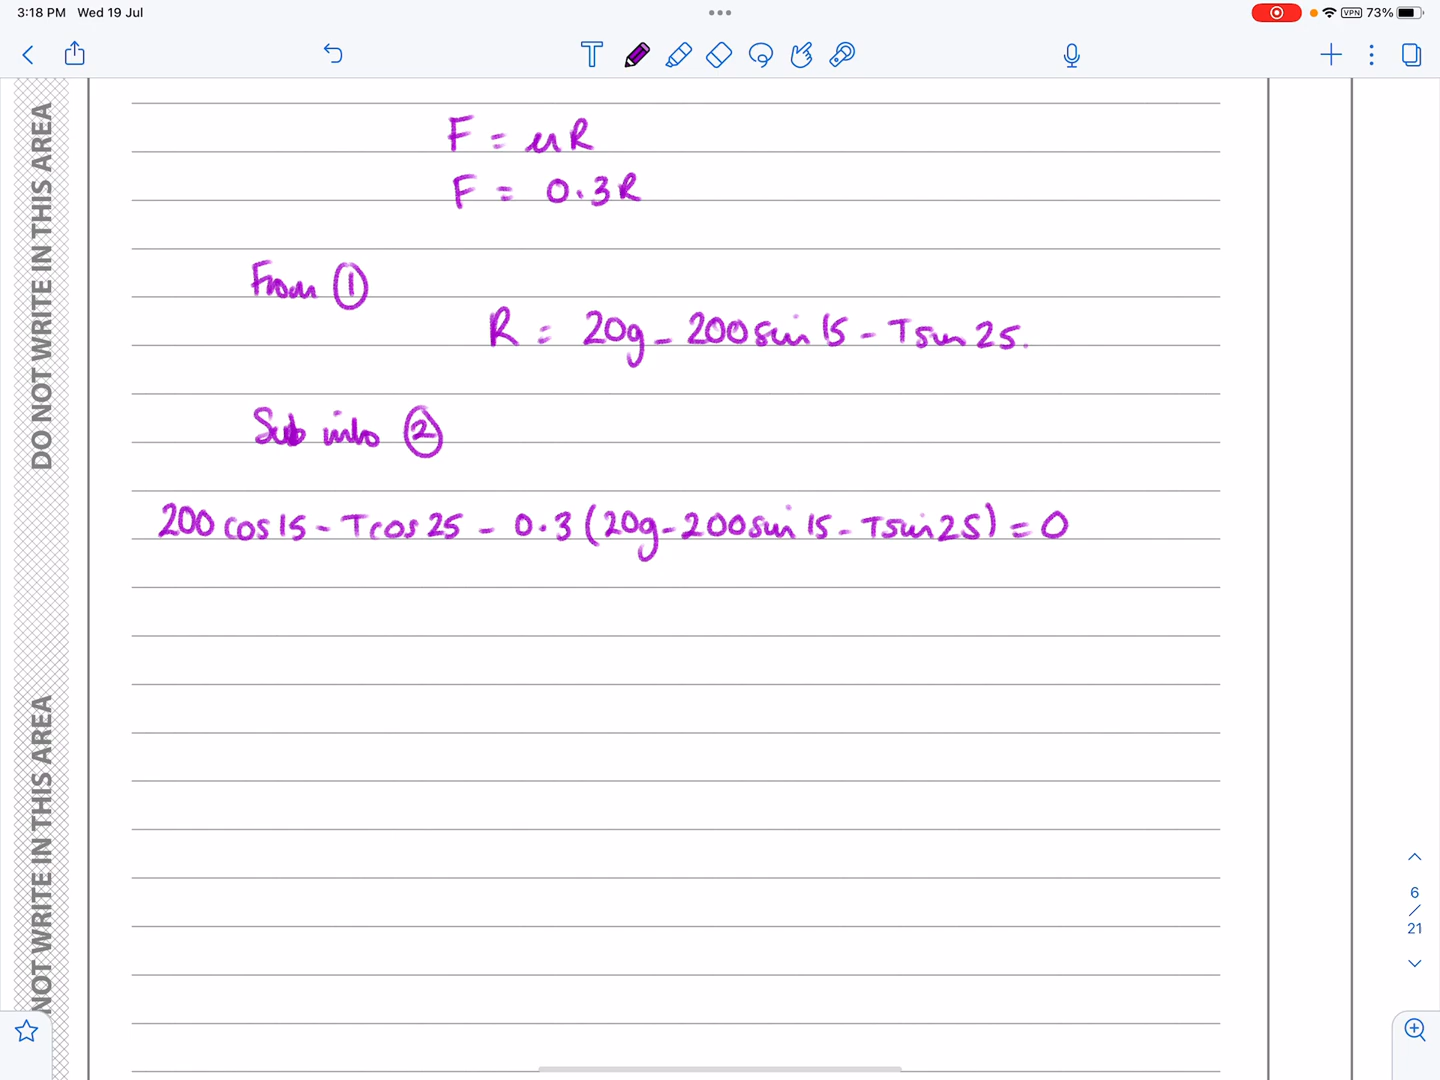 3:18 PM Wed 19 Jul
VPN 73%
T
DO NOT WRITE IN THIS AREA
F = μR
F = 0.3R
From ①
R = 20g - 200 sin 15 - T sin 25.
Sub into ②
200 cos 15 - T cos 25 - 0.3 (20g - 200 sin 15 - T sin 25) = 0
NOT WRITE IN THIS AREA
6
/
21